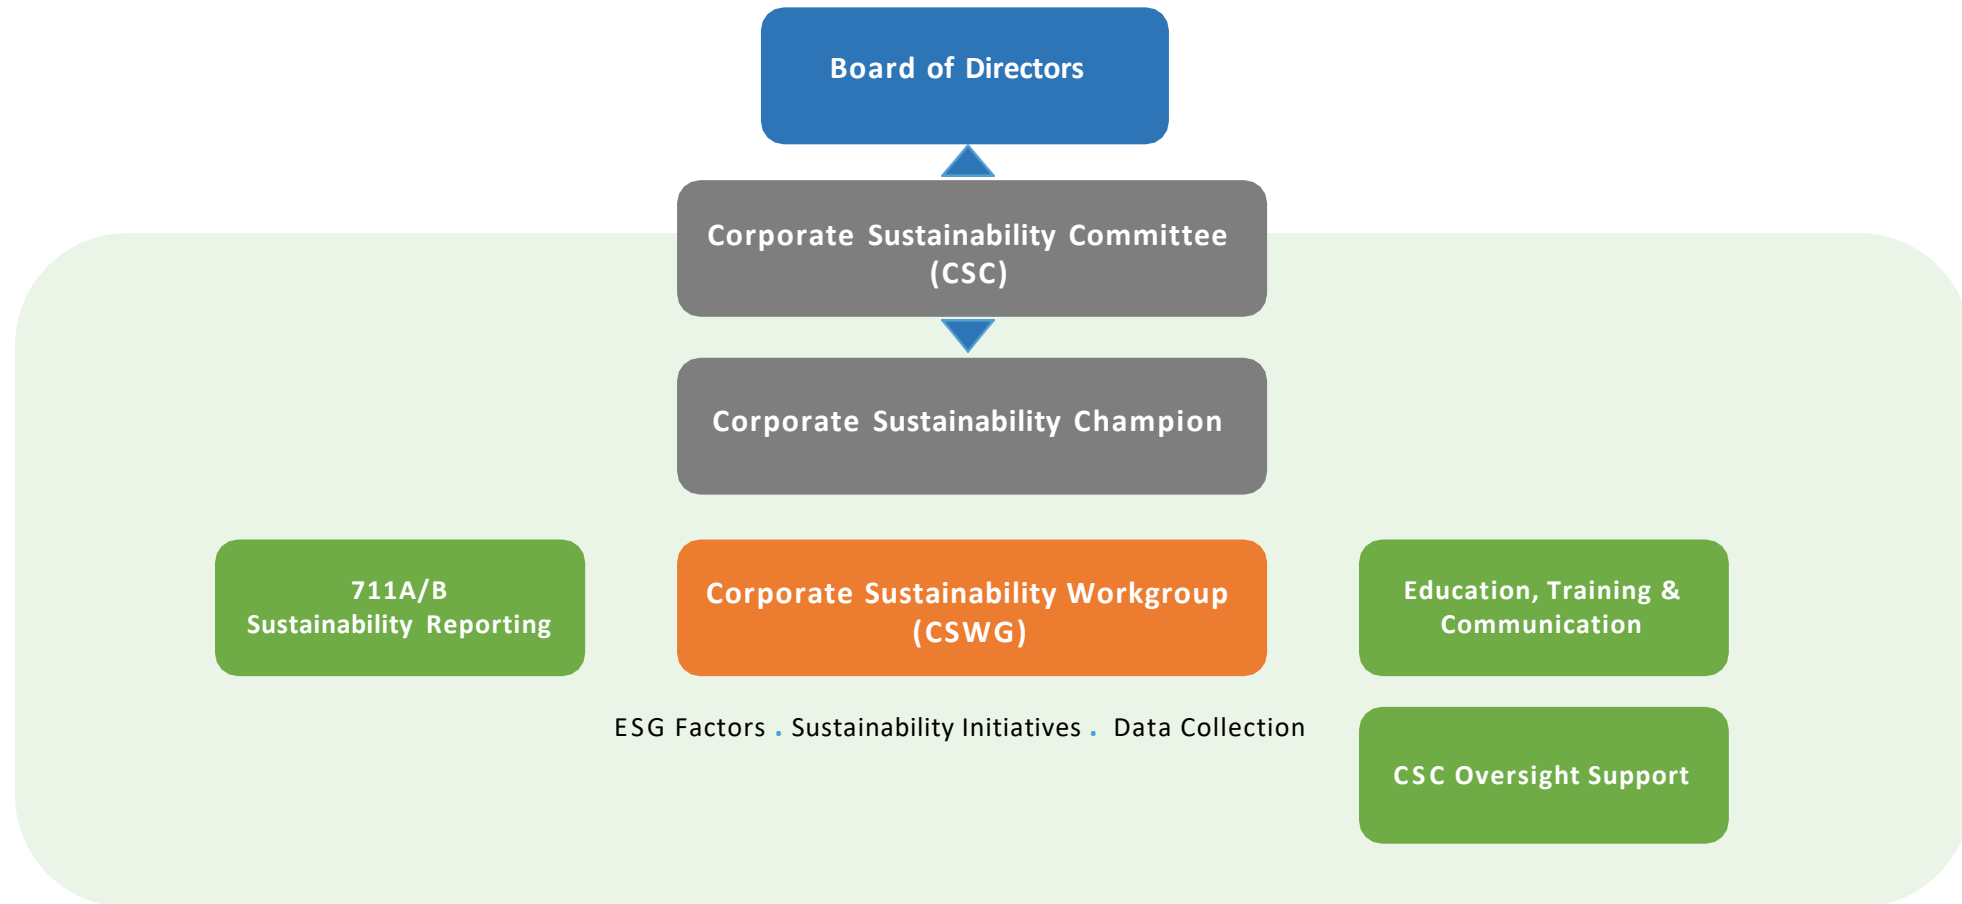 Board of Directors
Corporate Sustainability Committee
(CSC)
Corporate Sustainability Champion
711A/B
Sustainability Reporting
Corporate Sustainability Workgroup
(CSWG)
Education, Training &
Communication
ESG Factors . Sustainability Initiatives . Data Collection
CSC Oversight Support